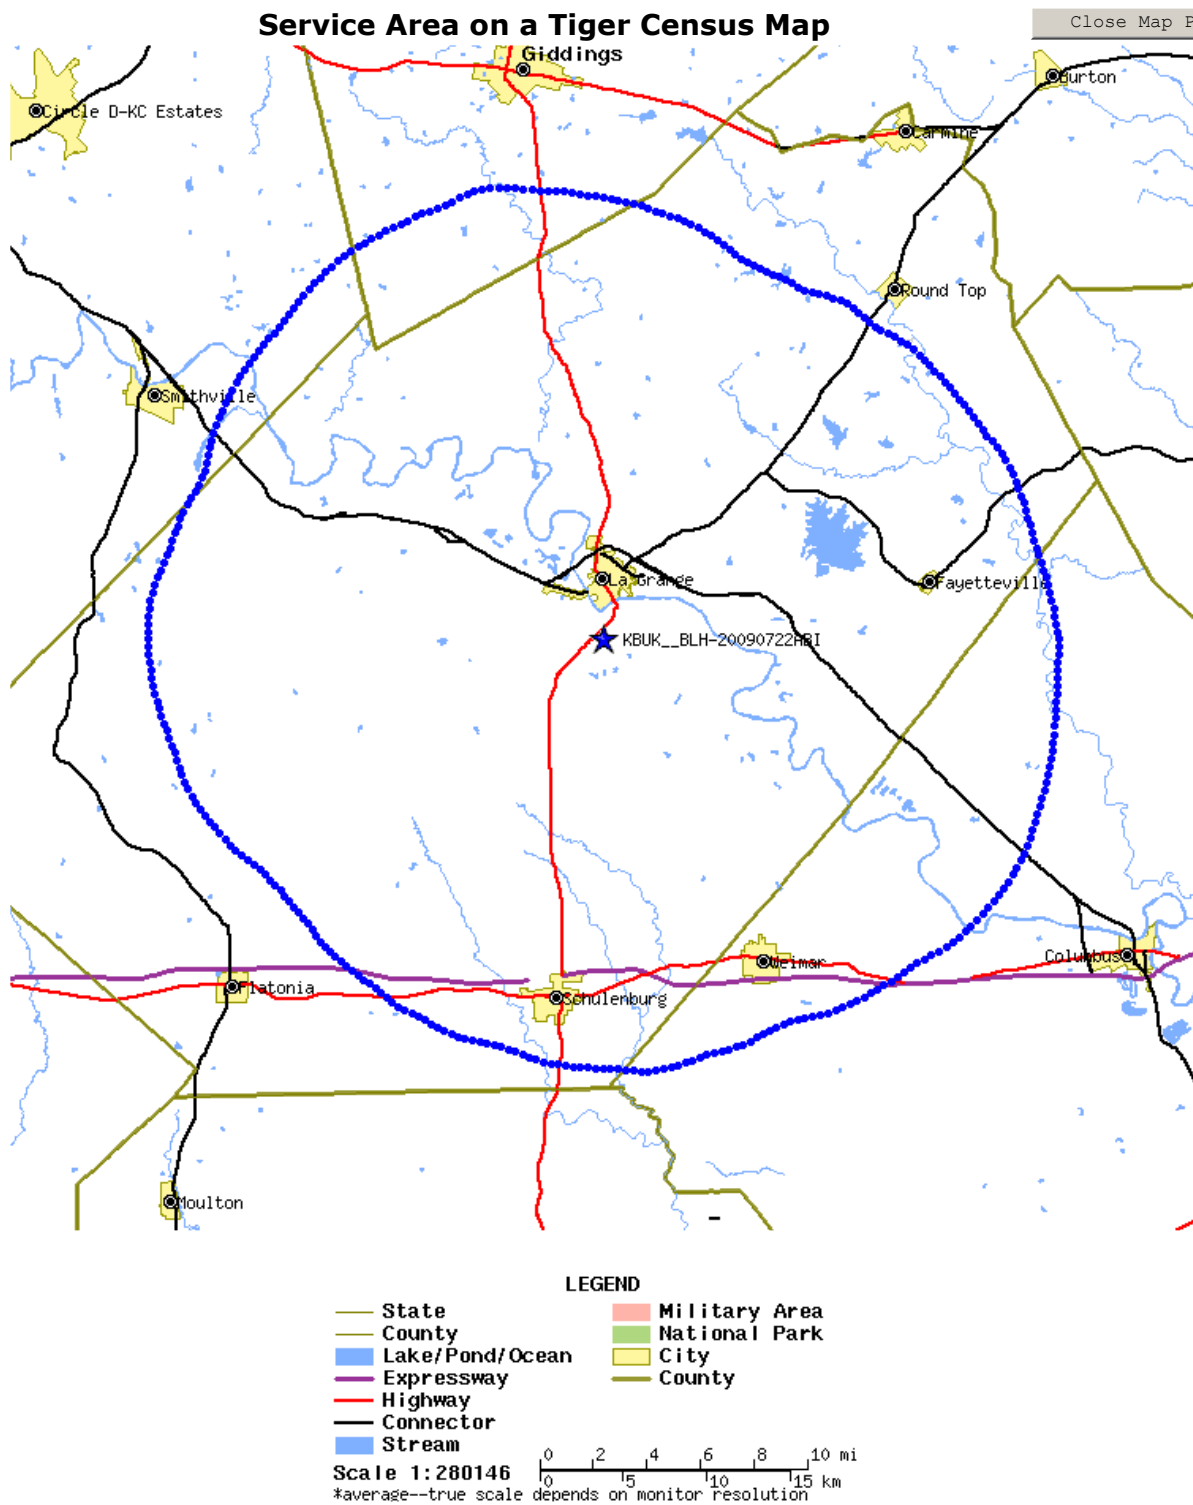 Service Area on a Tiger Census Map
Close Map P
Giddings
Burton
Circle D-KC Estates
Carmine
Round Top
Smithville
La Grange
Fayetteville
KBUK__BLH-20090722ABI
Columbus
Weimar
Flatonia
Schulenburg
Moulton
LEGEND
State
County
Lake/Pond/Ocean
Expressway
Highway
Connector
Stream
Military Area
National Park
City
County
Scale 1:280146
0 2 4 6 8 10 mi
0 5 10 15 km
*average--true scale depends on monitor resolution